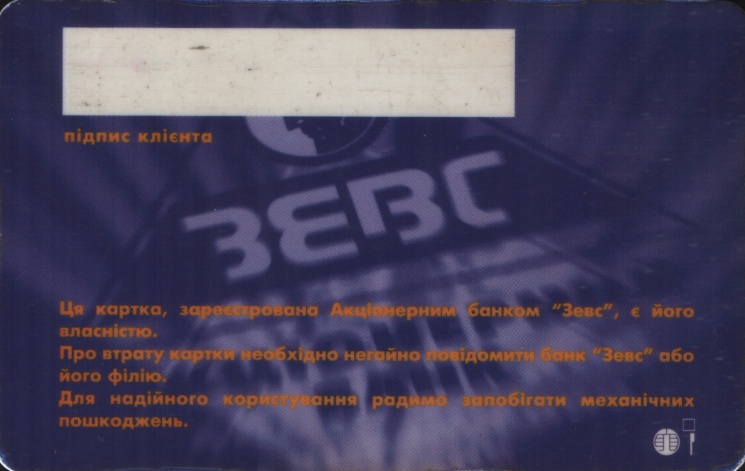 підпис клієнта
ЗЕВС
Ця картка, зареєстрована Акціонерним банком "Зевс", є його
власністю.
Про втрату картки необхідно негайно повідомити банк "Зевс" або
його філію.
Для надійного користування радимо запобігати механічних
пошкоджень.